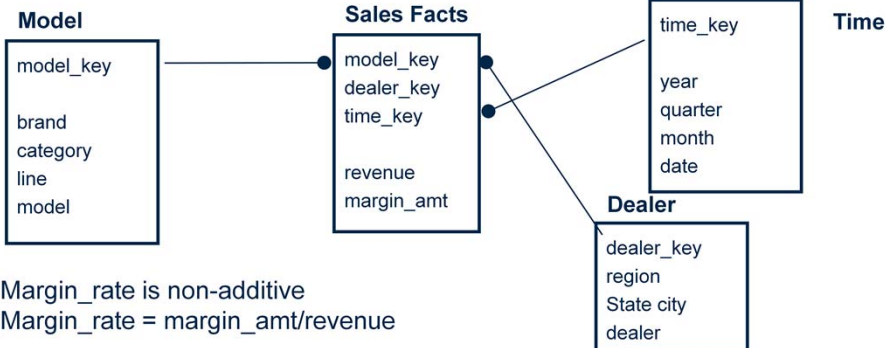 Model
model_key
brand
category
line
model
Sales Facts
model_key
dealer_key
time_key
revenue
margin_amt
Time
time_key
year
quarter
month
date
Dealer
dealer_key
region
State city
dealer
Margin_rate is non-additive
Margin_rate = margin_amt/revenue